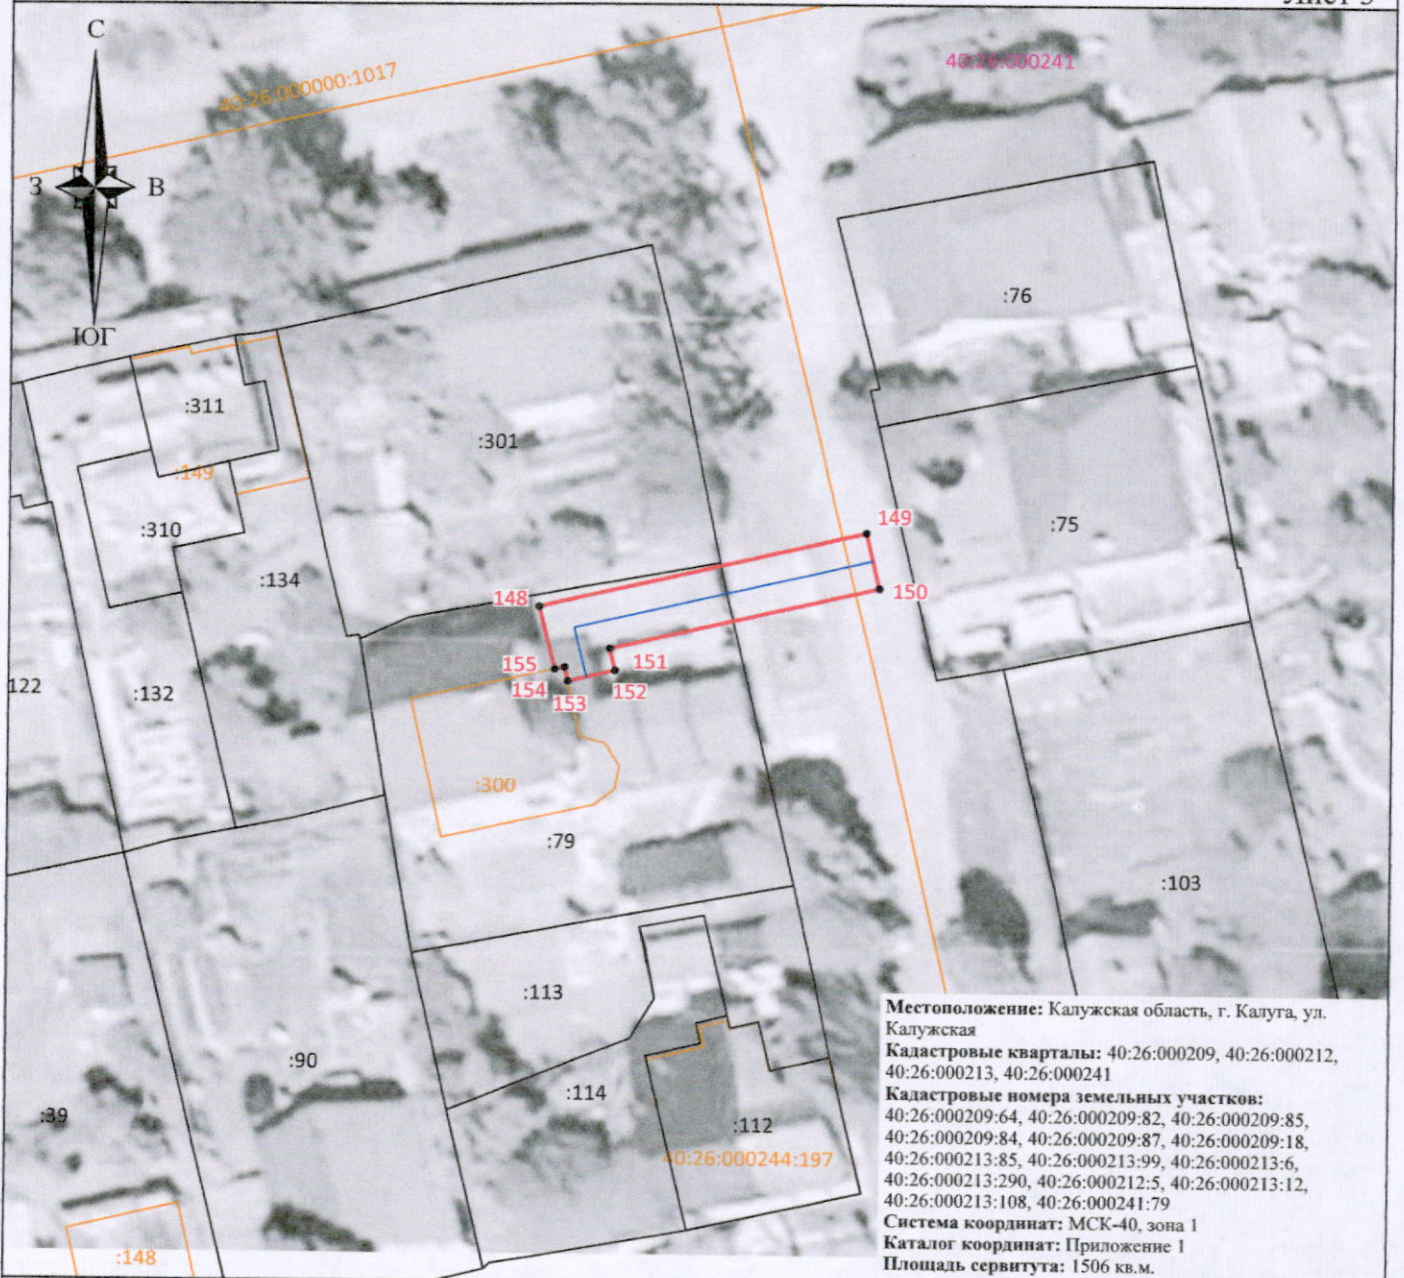 Лист 5
С
40:26:000000:1017
40:26:000241
З
В
ЮГ
:76
:311
:301
:149
149
:310
:75
:134
148
150
155
151
122
:132
154
152
153
:300
:79
:103
:113
:90
:39
:114
:112
40:26:000244:197
:148
Местоположение: Калужская область, г. Калуга, ул.
Калужская
Кадастровые кварталы: 40:26:000209, 40:26:000212,
40:26:000213, 40:26:000241
Кадастровые номера земельных участков:
40:26:000209:64, 40:26:000209:82, 40:26:000209:85,
40:26:000209:84, 40:26:000209:87, 40:26:000209:18,
40:26:000213:85, 40:26:000213:99, 40:26:000213:6,
40:26:000213:290, 40:26:000212:5, 40:26:000213:12,
40:26:000213:108, 40:26:000241:79
Система координат: МСК-40, зона 1
Каталог координат: Приложение 1
Площадь сервитута: 1506 кв.м.